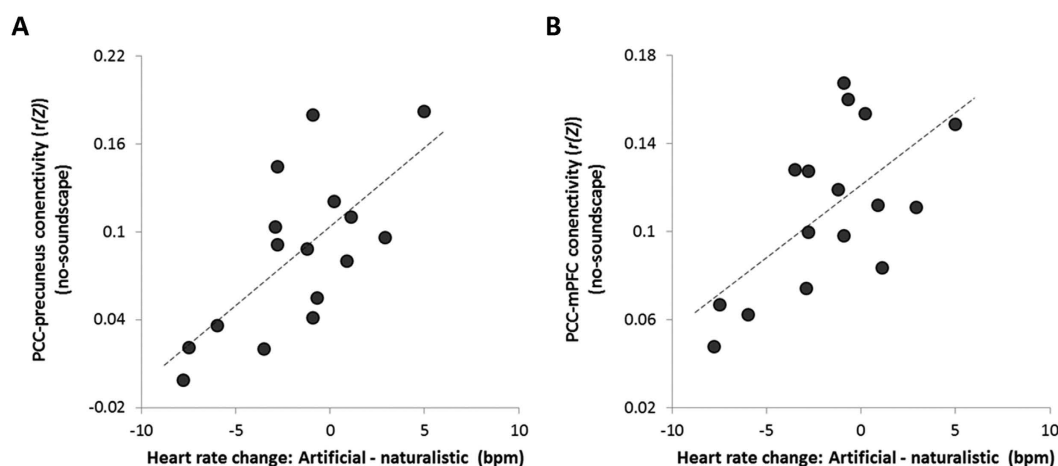 A
B
PCC-precuneus conenctivity (r(Z))
(no-soundscape)
0.22
0.16
0.1
0.04
-0.02
-10
-5
0
5
10
Heart rate change: Artificial - naturalistic (bpm)
PCC-mPFC conenctivity (r(Z))
(no-soundscape)
0.18
0.14
0.1
0.06
0.02
-10
-5
0
5
10
Heart rate change: Artificial - naturalistic (bpm)